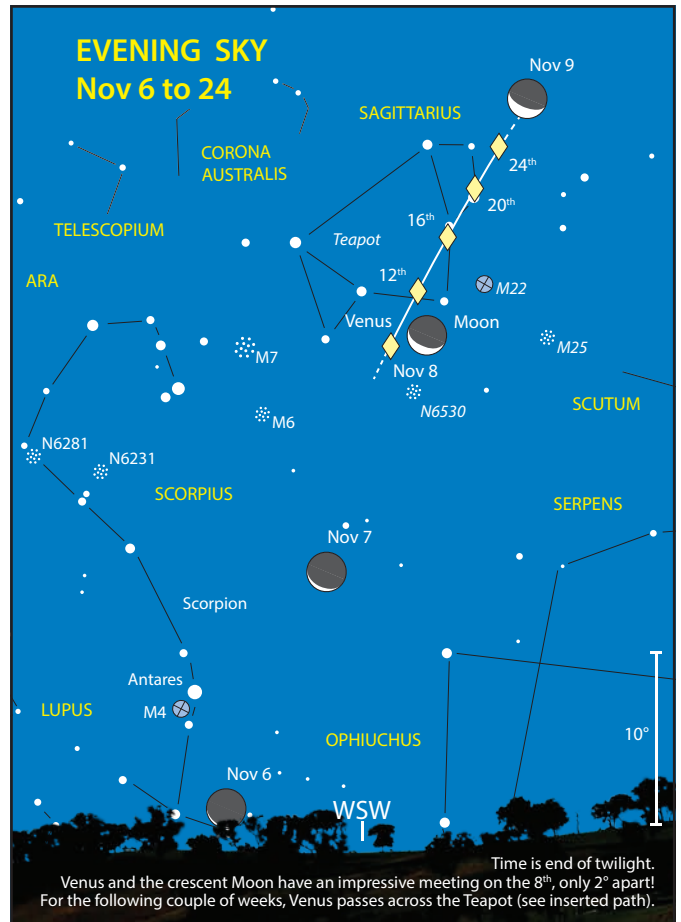 EVENING SKY
Nov 6 to 24
Nov 9
SAGITTARIUS
CORONA
AUSTRALIS
24th
20th
TELESCOPIUM
16th
Teapot
ARA
12th
M22
Venus
Moon
M7
M25
Nov 8
N6530
SCUTUM
M6
N6281
N6231
SCORPIUS
SERPENS
Nov 7
Scorpion
Antares
LUPUS
M4
10°
OPHIUCHUS
Nov 6
WSW
Time is end of twilight.
Venus and the crescent Moon have an impressive meeting on the 8th, only 2° apart!
For the following couple of weeks, Venus passes across the Teapot (see inserted path).